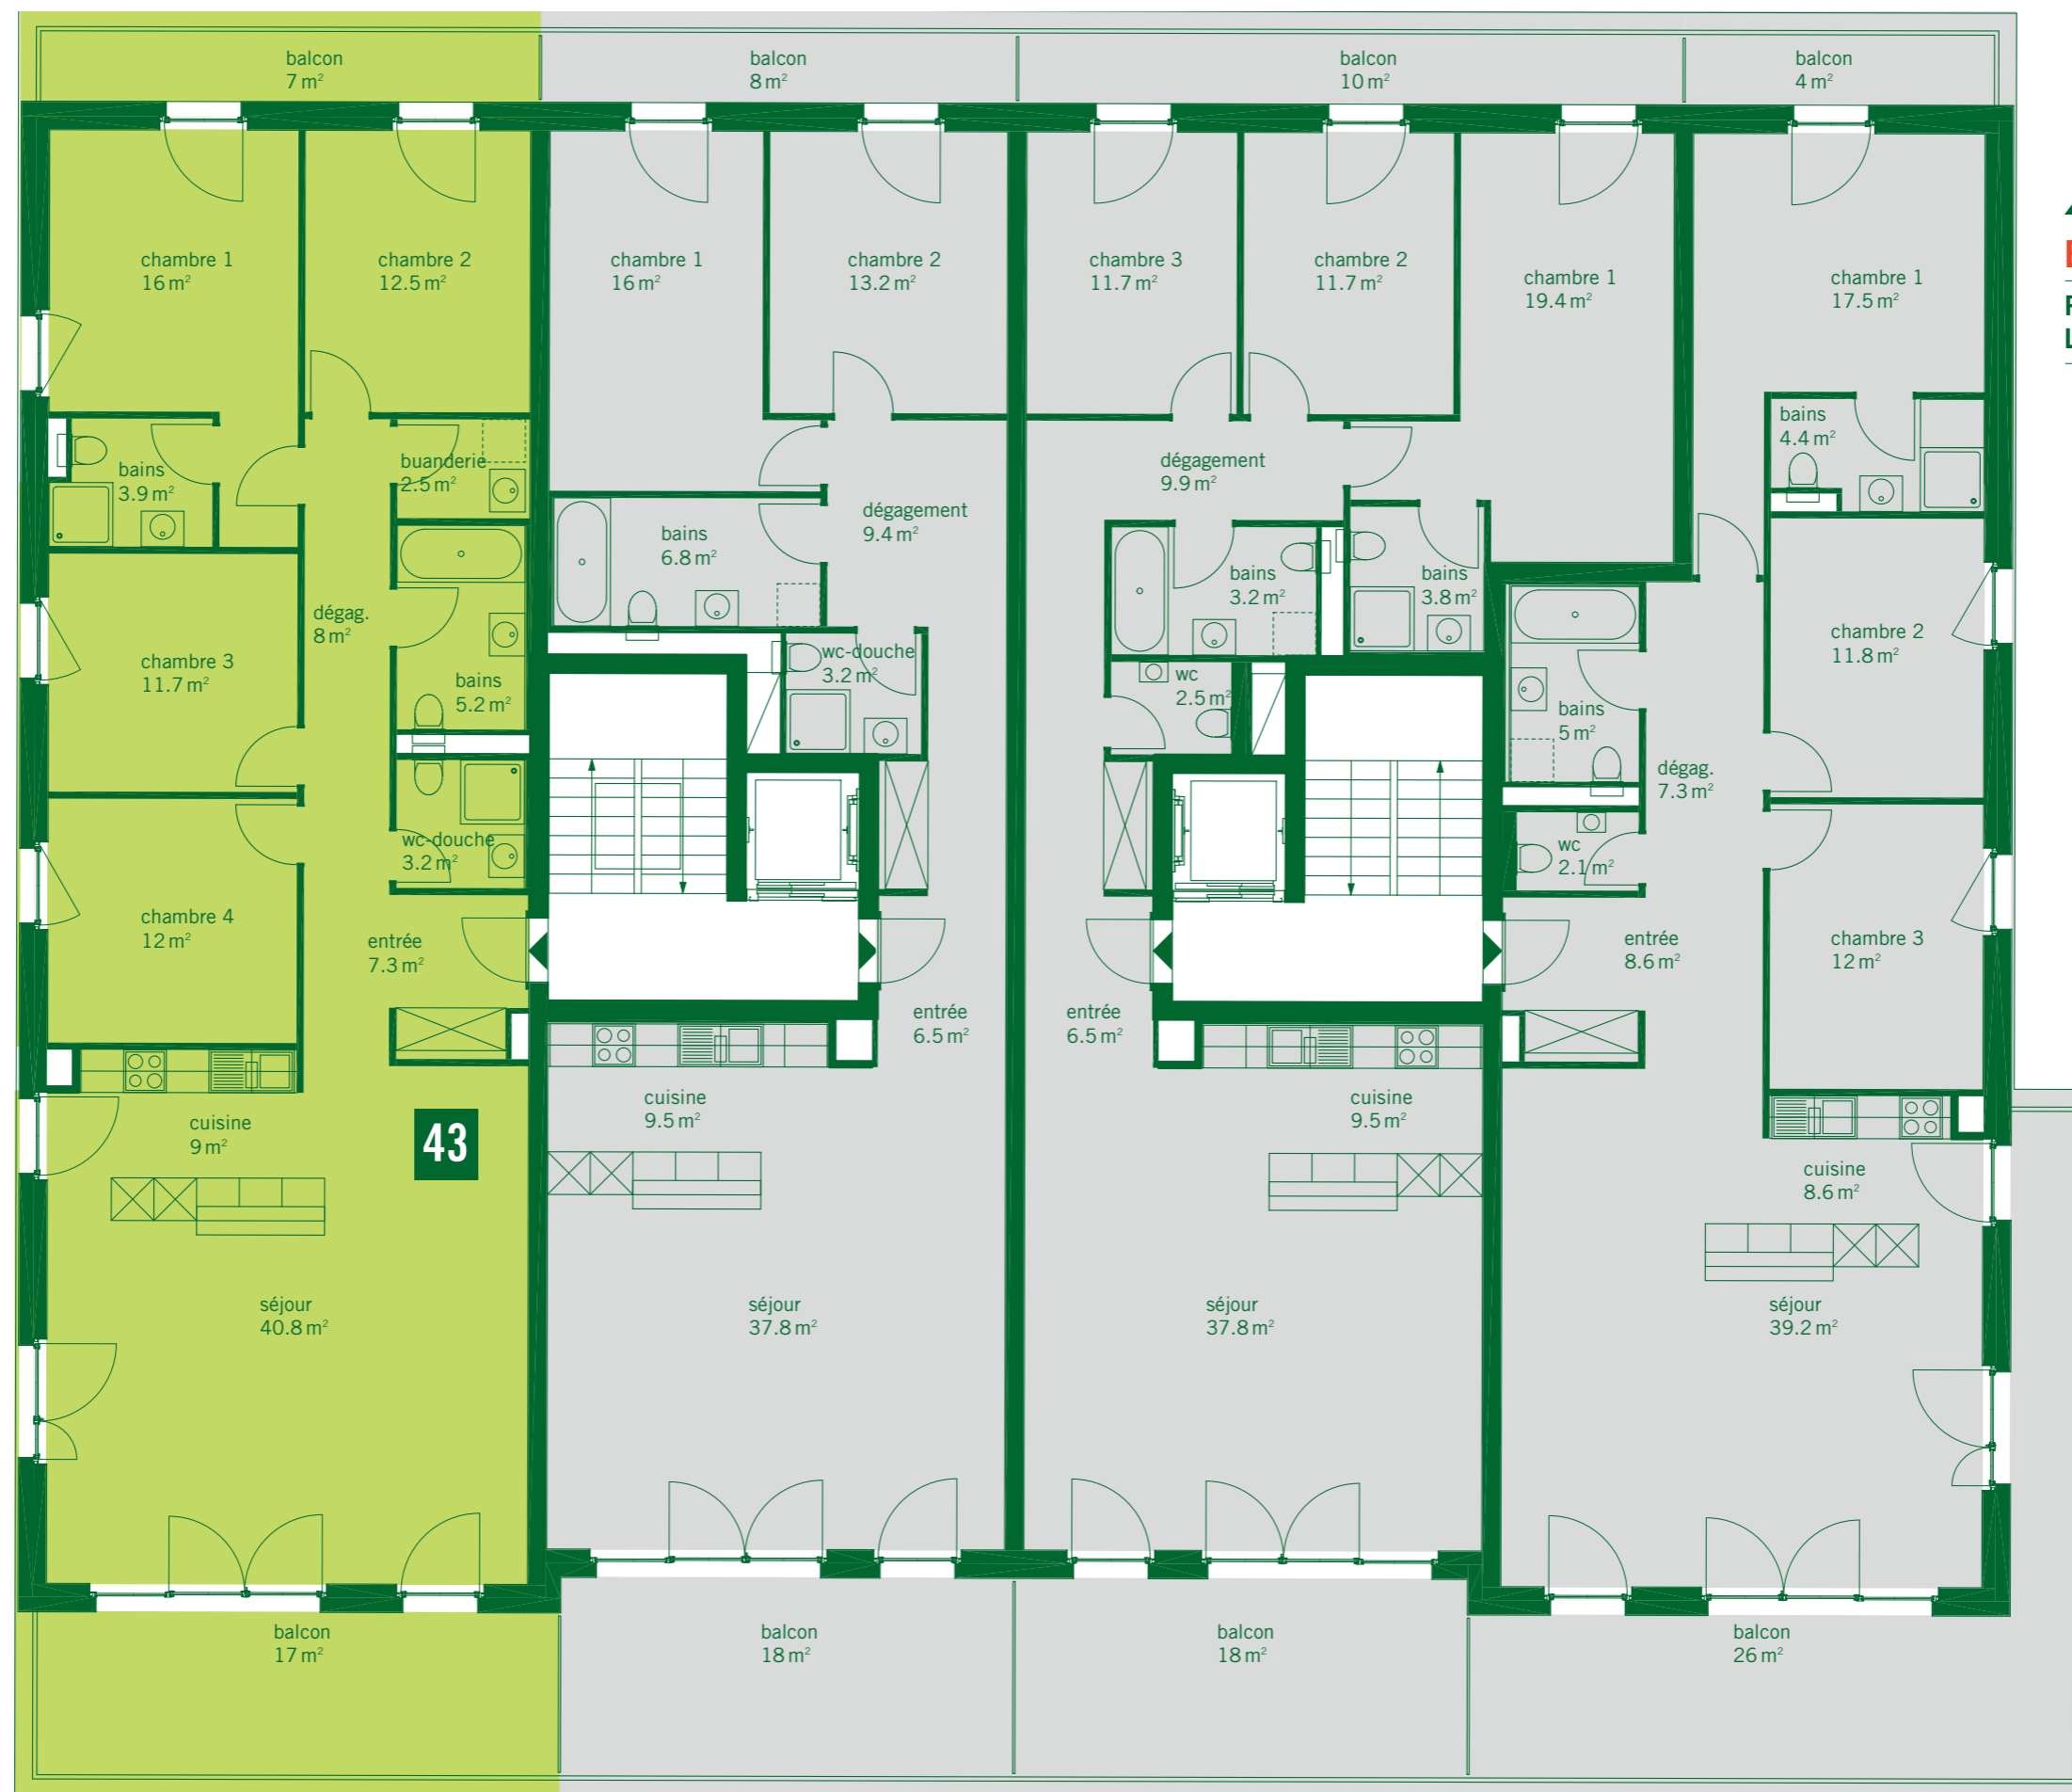 balcon
7 m²
balcon
8 m²
balcon
10 m²
balcon
4 m²
chambre 1
16 m²
chambre 2
12.5 m²
chambre 1
16 m²
chambre 2
13.2 m²
chambre 3
11.7 m²
chambre 2
11.7 m²
chambre 1
19.4 m²
chambre 1
17.5 m²
bains
3.9 m²
buanderie
2.5 m²
dégagement
9.4 m²
dégagement
9.9 m²
bains
4.4 m²
bains
6.8 m²
bains
3.2 m²
bains
3.8 m²
dégag.
8 m²
chambre 3
11.7 m²
bains
5.2 m²
wc-douche
3.2 m²
wc
2.5 m²
bains
5 m²
chambre 2
11.8 m²
dégag.
7.3 m²
wc-douche
3.2 m²
wc
2.1 m²
chambre 4
12 m²
entrée
7.3 m²
entrée
6.5 m²
entrée
6.5 m²
entrée
8.6 m²
chambre 3
12 m²
cuisine
9 m²
43
cuisine
9.5 m²
cuisine
9.5 m²
cuisine
8.6 m²
séjour
40.8 m²
séjour
37.8 m²
séjour
37.8 m²
séjour
39.2 m²
balcon
17 m²
balcon
18 m²
balcon
18 m²
balcon
26 m²